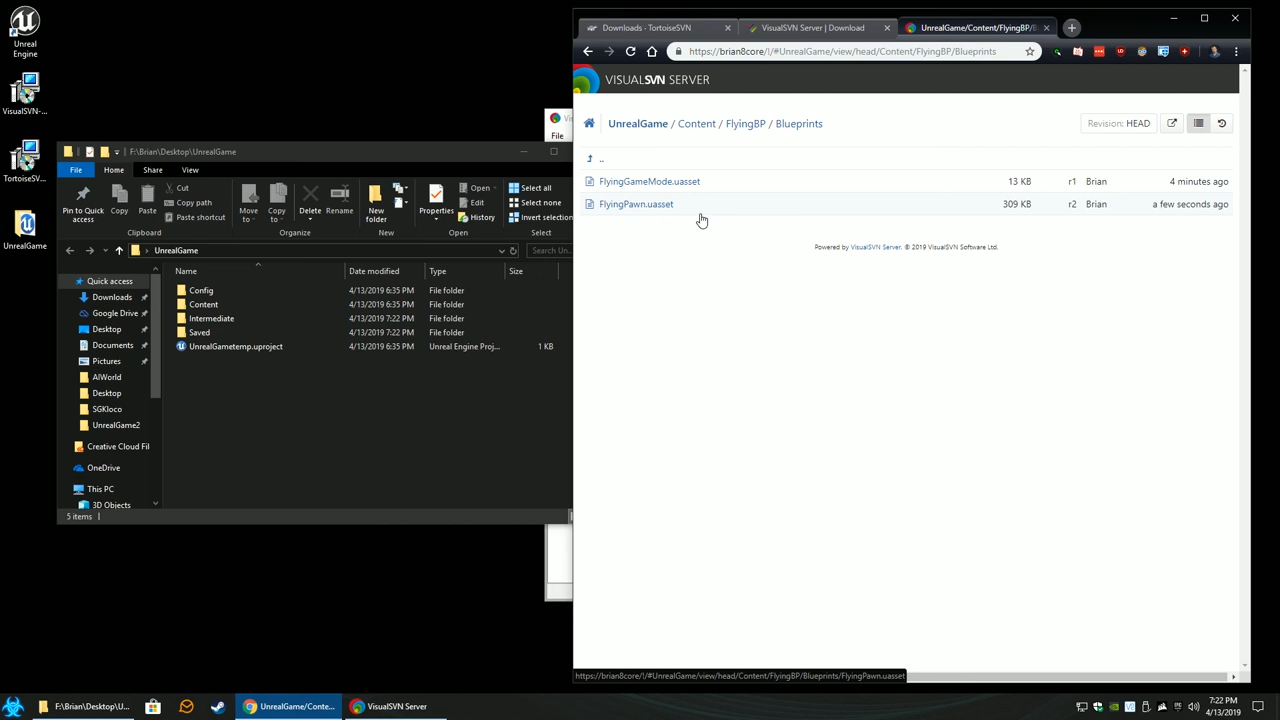 Unreal
Engine
VisualSVN-...
TortoiseSV...
UnrealGame
File
F:\Brian\Desktop\UnrealGame
File Home Share View
Pin to Quick
access
Copy
Paste
Cut
Copy path
Paste shortcut
Clipboard
Move
to
Copy
to
Delete
Rename
Organize
New
folder
New
Properties
Open
Edit
History
Open
Select all
Select none
Invert selection
Select
UnrealGame
Search Un...
Quick access
Downloads
Google Drive
Desktop
Documents
Pictures
AIWorld
Desktop
SGKloco
UnrealGame2
Creative Cloud Fil
OneDrive
This PC
3D Objects
Name Date modified Type Size
Config 4/13/2019 6:35 PM File folder
Content 4/13/2019 6:35 PM File folder
Intermediate 4/13/2019 7:22 PM File folder
Saved 4/13/2019 7:22 PM File folder
UnrealGametemp.uproject 4/13/2019 6:35 PM Unreal Engine Proj... 1 KB
5 items
Downloads - TortoiseSVN
VisualSVN Server | Download
UnrealGame/Content/FlyingBP/B
https://brian8core/!/#UnrealGame/view/head/Content/FlyingBP/Blueprints
VISUALSVN SERVER
UnrealGame / Content / FlyingBP / Blueprints
Revision: HEAD
..
FlyingGameMode.uasset 13 KB r1 Brian 4 minutes ago
FlyingPawn.uasset 309 KB r2 Brian a few seconds ago
Powered by VisualSVN Server. © 2019 VisualSVN Software Ltd.
https://brian8core/!/#UnrealGame/view/head/Content/FlyingBP/Blueprints/FlyingPawn.uasset
F:\Brian\Desktop\U...
UnrealGame/Conte...
VisualSVN Server
7:22 PM
4/13/2019